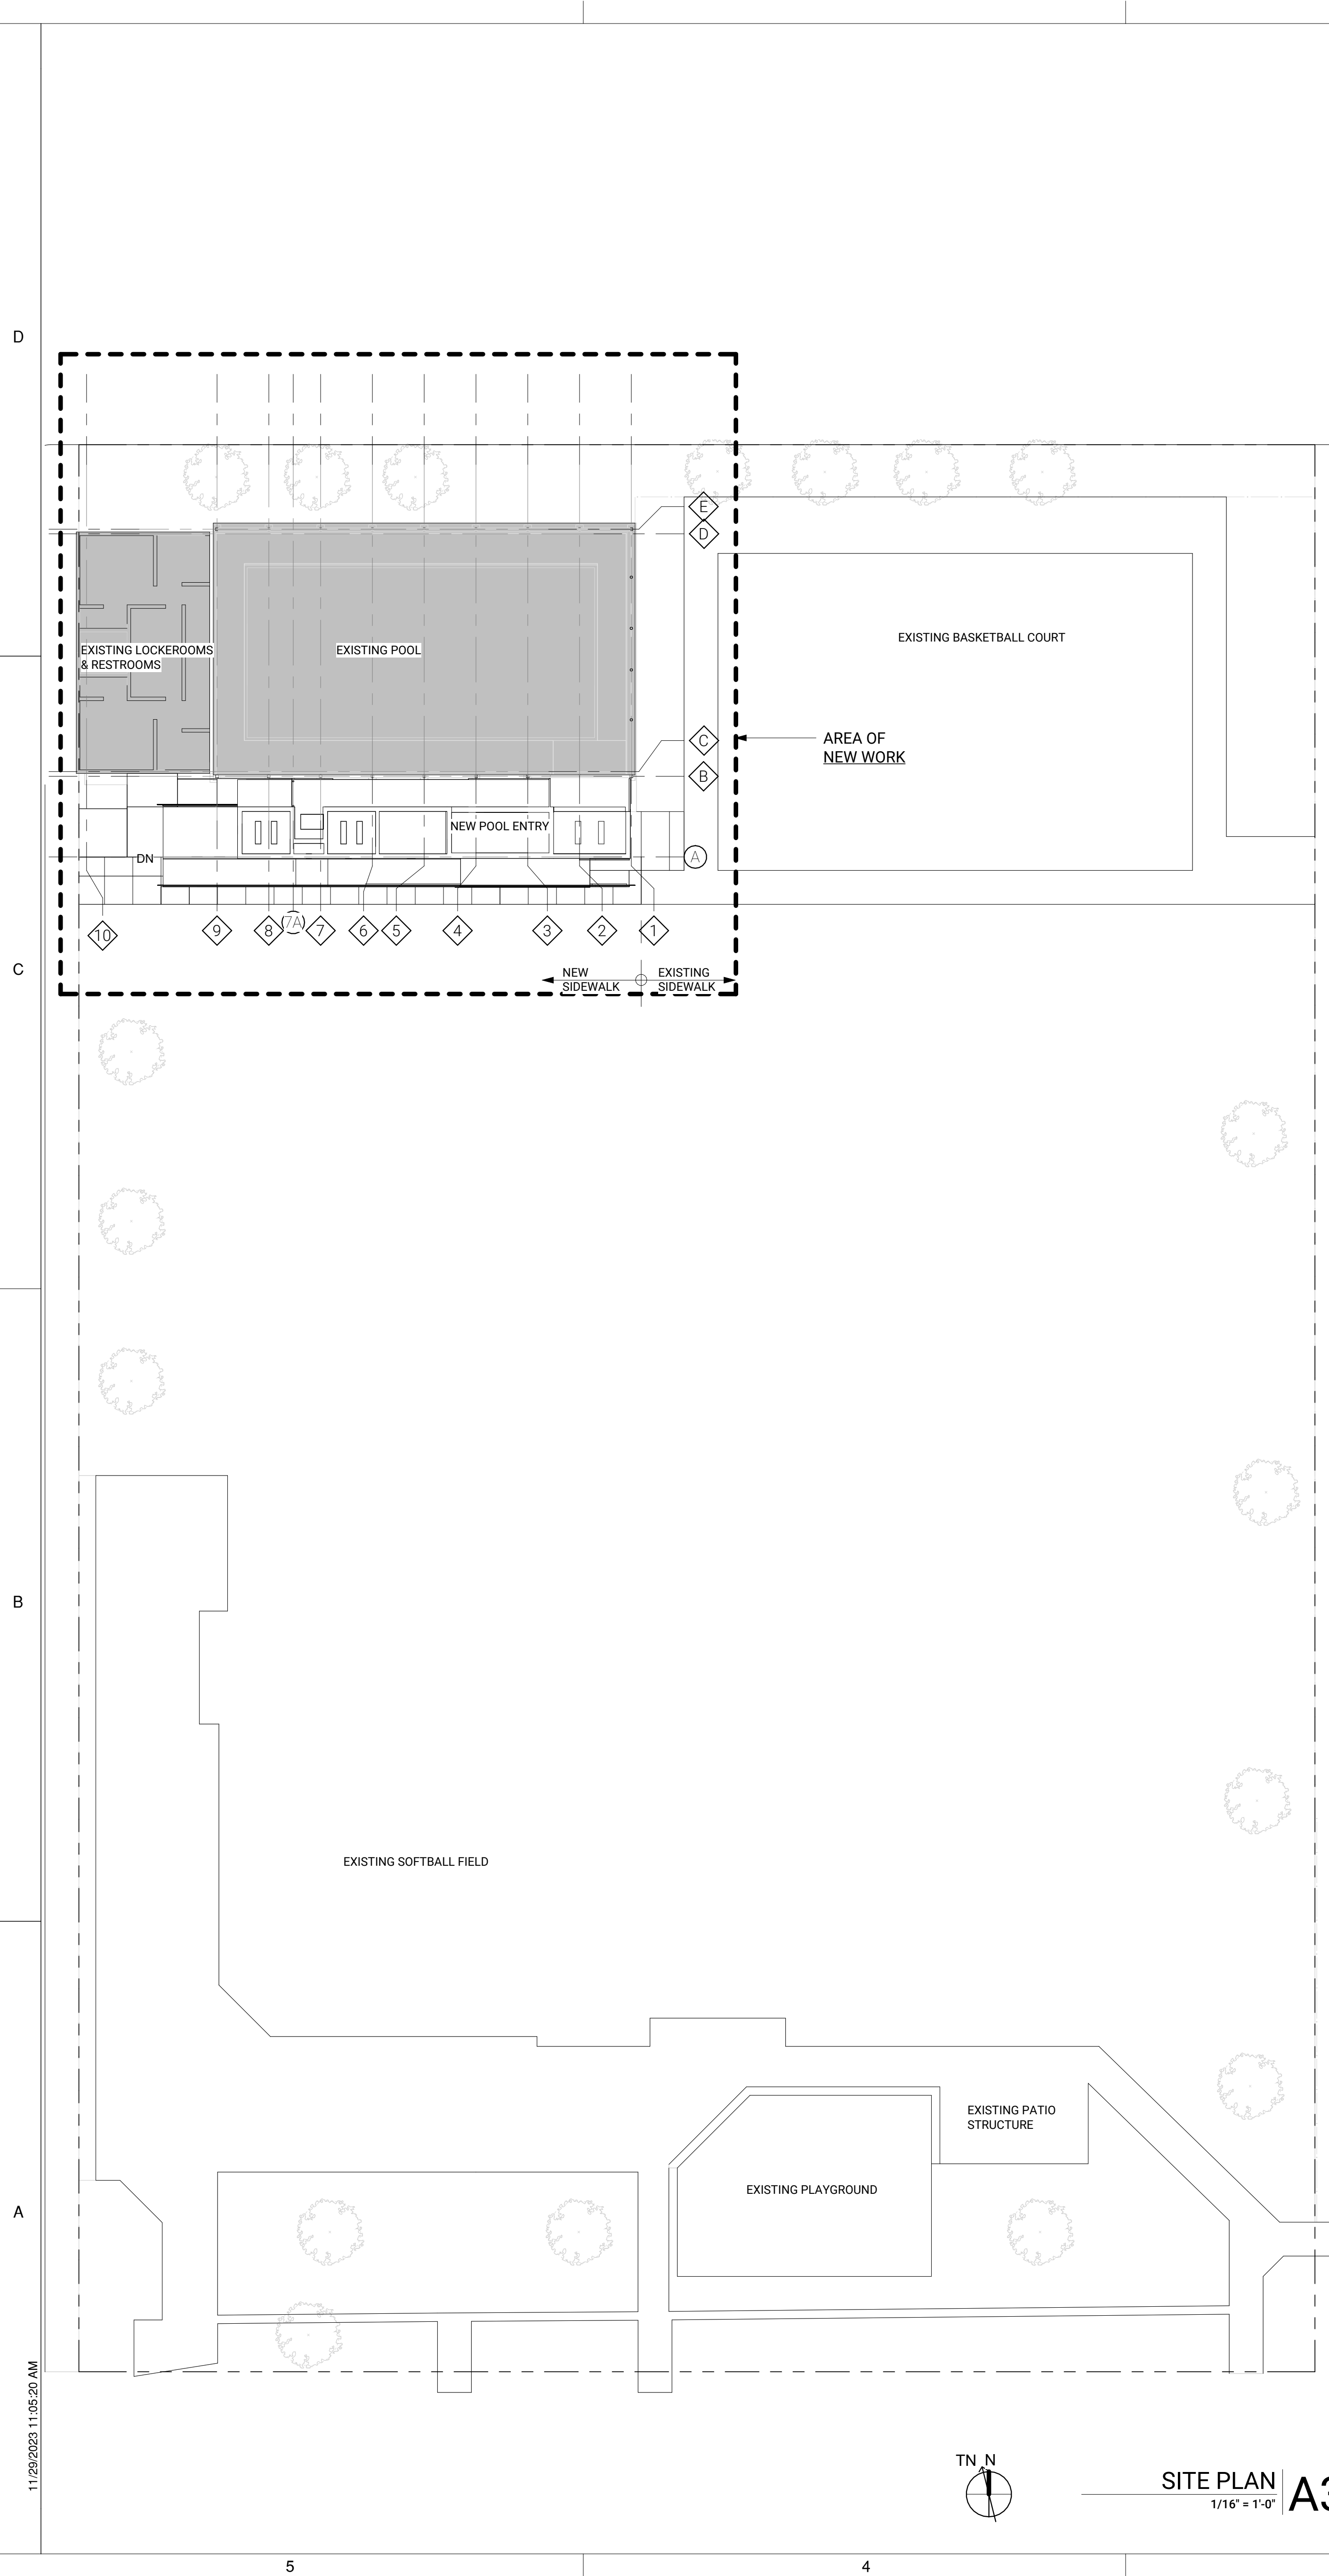 D
E
D
EXISTING BASKETBALL COURT
EXISTING LOCKEROOMS
& RESTROOMS
EXISTING POOL
C
AREA OF
NEW WORK
B
NEW POOL ENTRY
DN
A
10
9
8
7A
7
6
5
4
3
2
1
C
NEW
SIDEWALK
EXISTING
SIDEWALK
B
EXISTING SOFTBALL FIELD
EXISTING PATIO
STRUCTURE
EXISTING PLAYGROUND
A
11/29/2023 11:05:20 AM
TN N
SITE PLAN
1/16" = 1'-0"
5
4